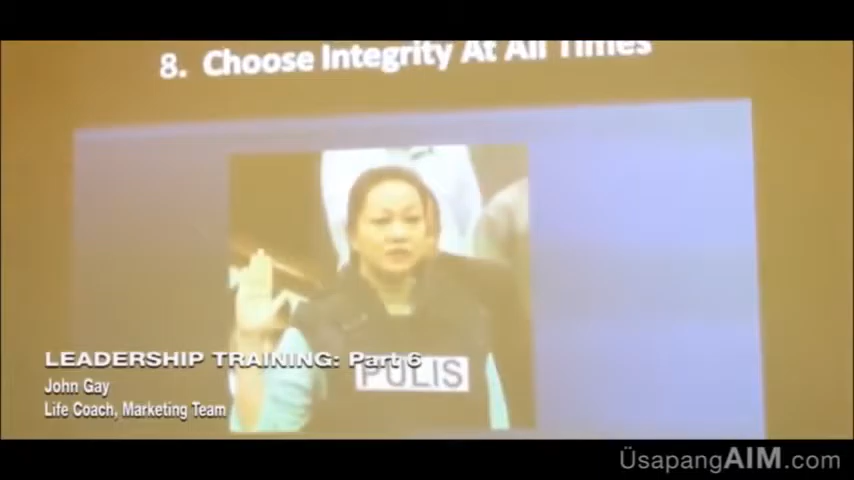 8. Choose Integrity At All Times
PULIS
LEADERSHIP TRAINING: Part 6
John Gay
Life Coach, Marketing Team
ÜsapangAIM.com